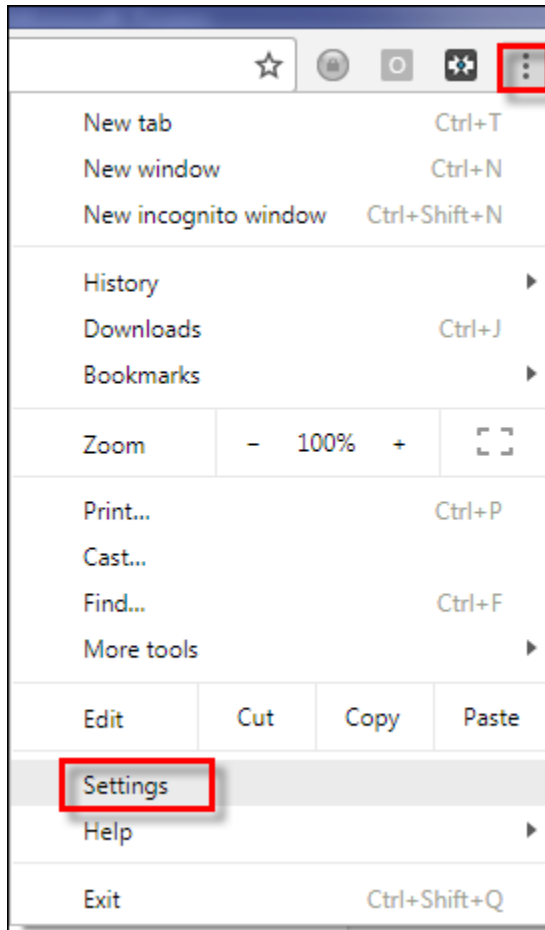 O
New tab Ctrl+T
New window Ctrl+N
New incognito window Ctrl+Shift+N
History
Downloads Ctrl+J
Bookmarks
Zoom - 100% +
Print... Ctrl+P
Cast...
Find... Ctrl+F
More tools
Edit Cut Copy Paste
Settings
Help
Exit Ctrl+Shift+Q